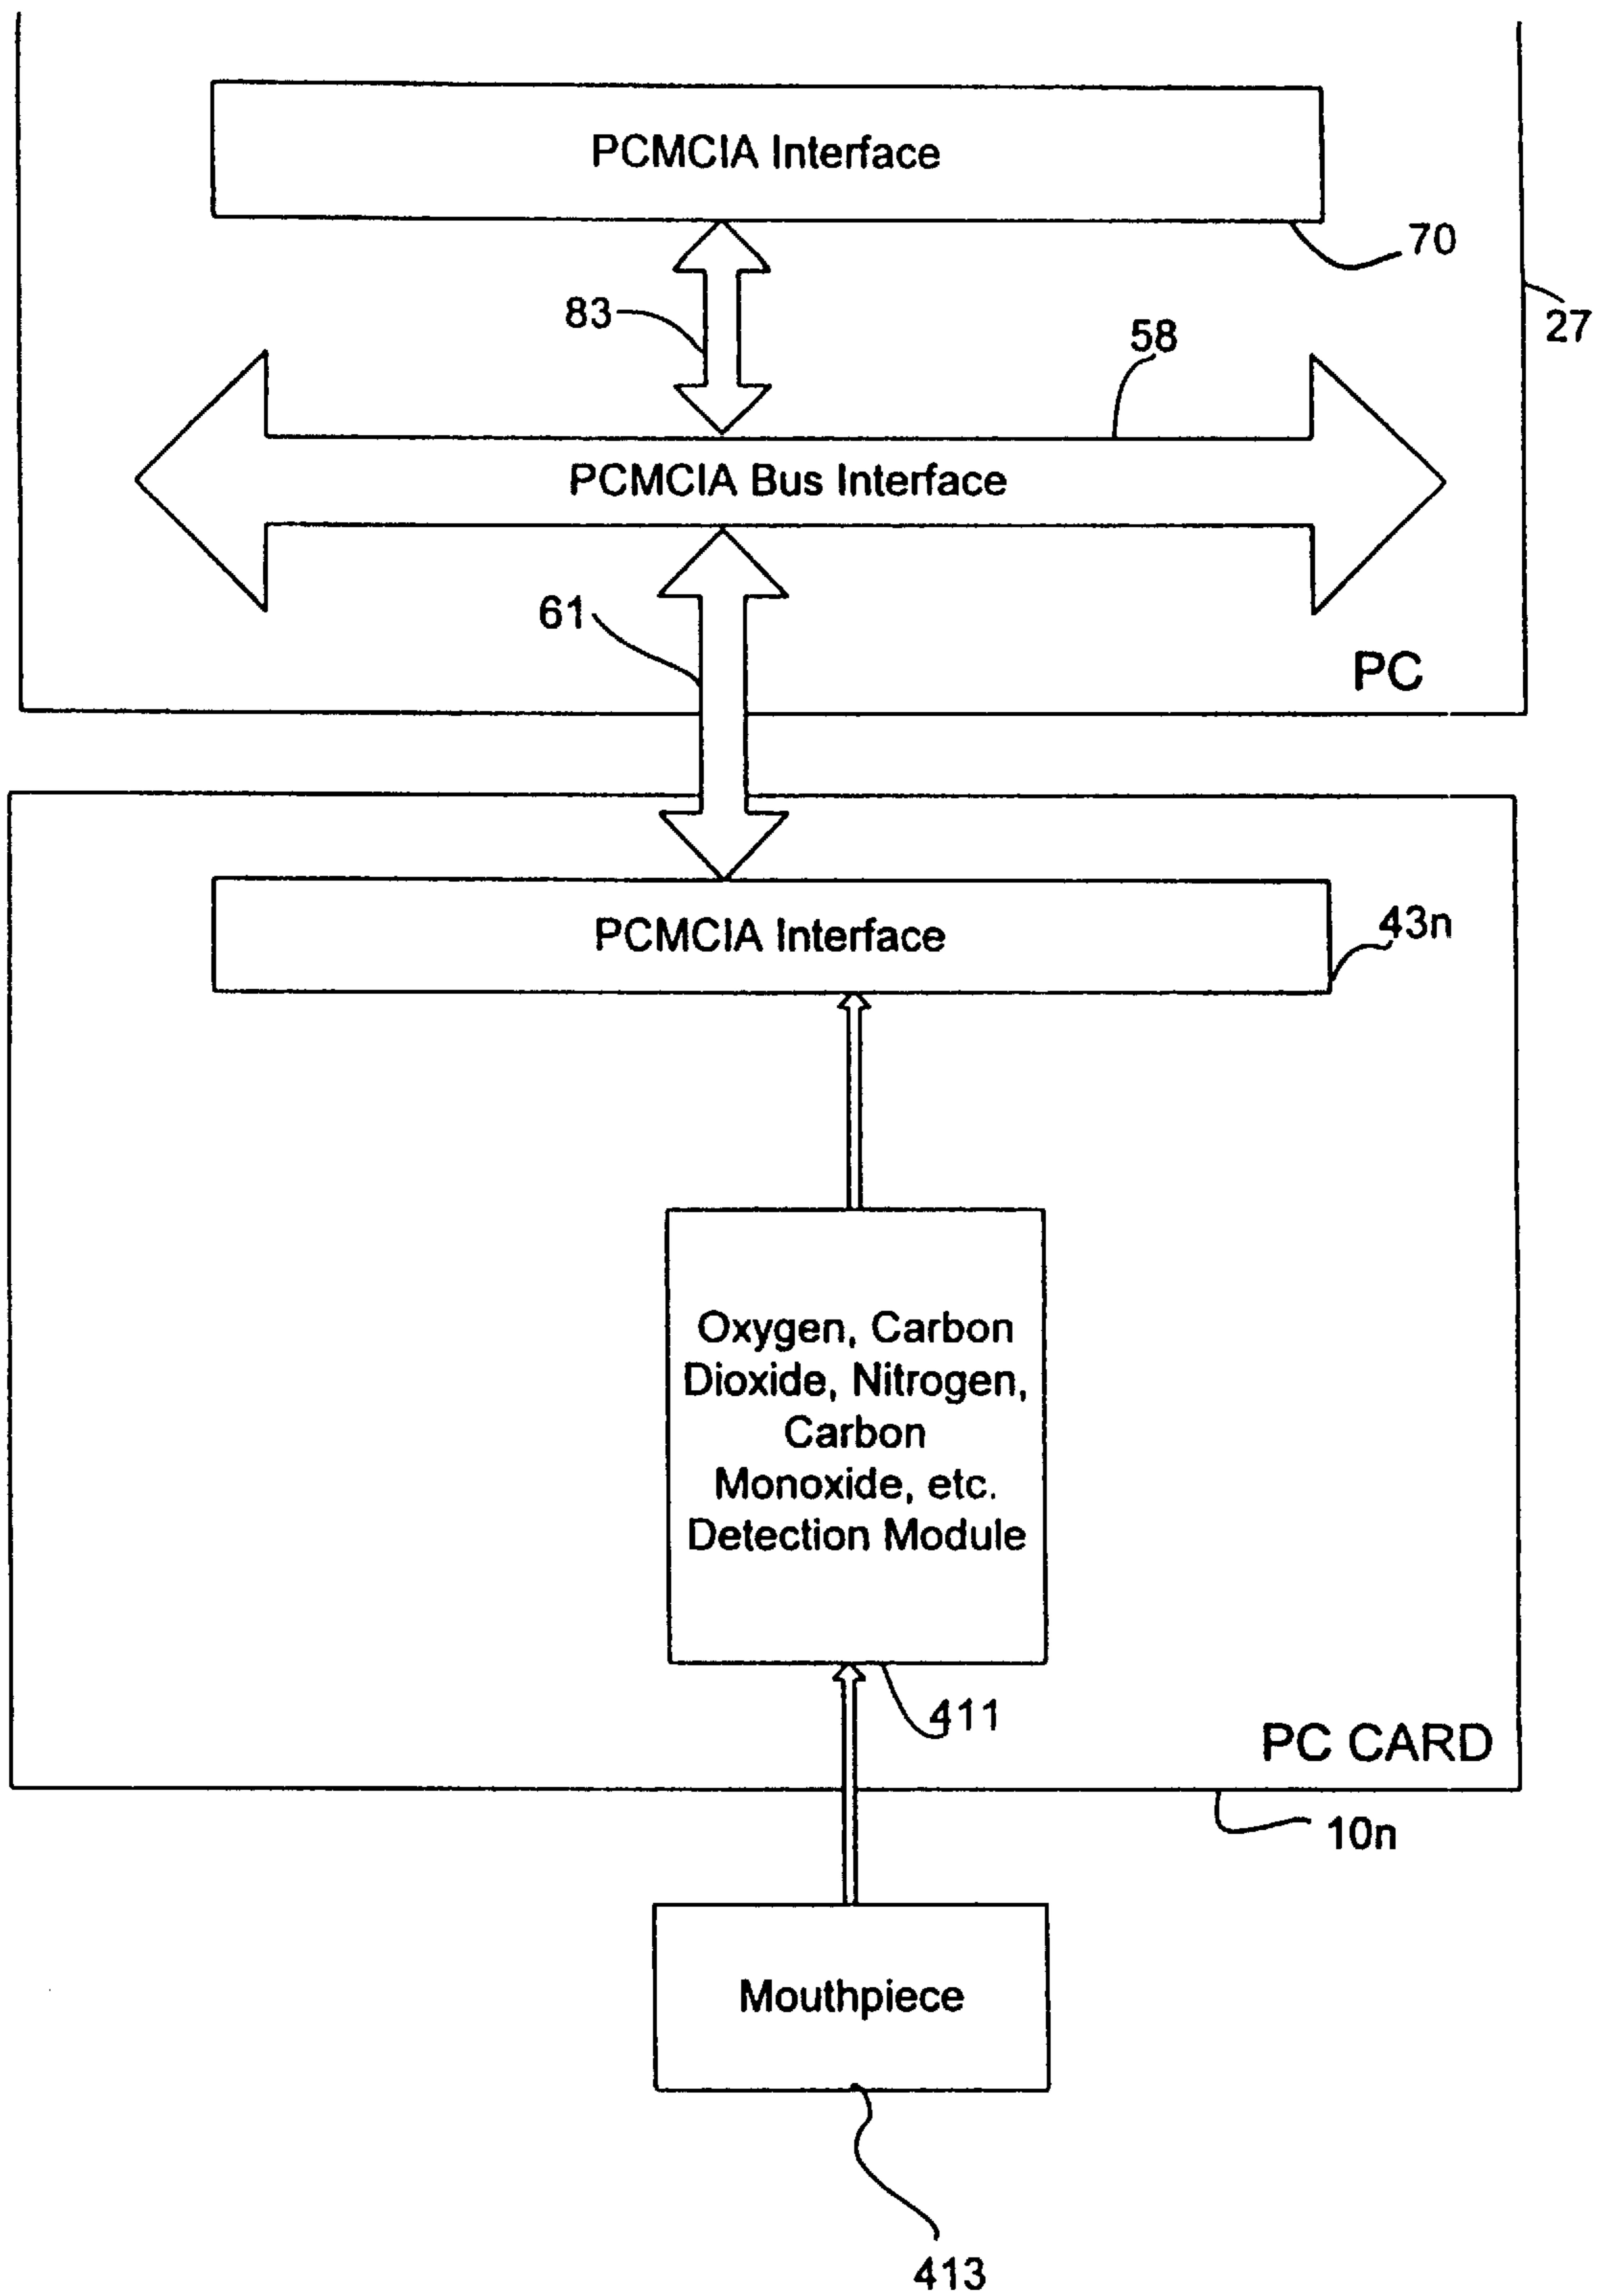 PCMCIA Interface
70
27
83
58
PCMCIA Bus Interface
61
PC
PCMCIA Interface
43n
Oxygen, Carbon
Dioxide, Nitrogen,
Carbon
Monoxide, etc.
Detection Module
411
PC CARD
10n
Mouthpiece
413